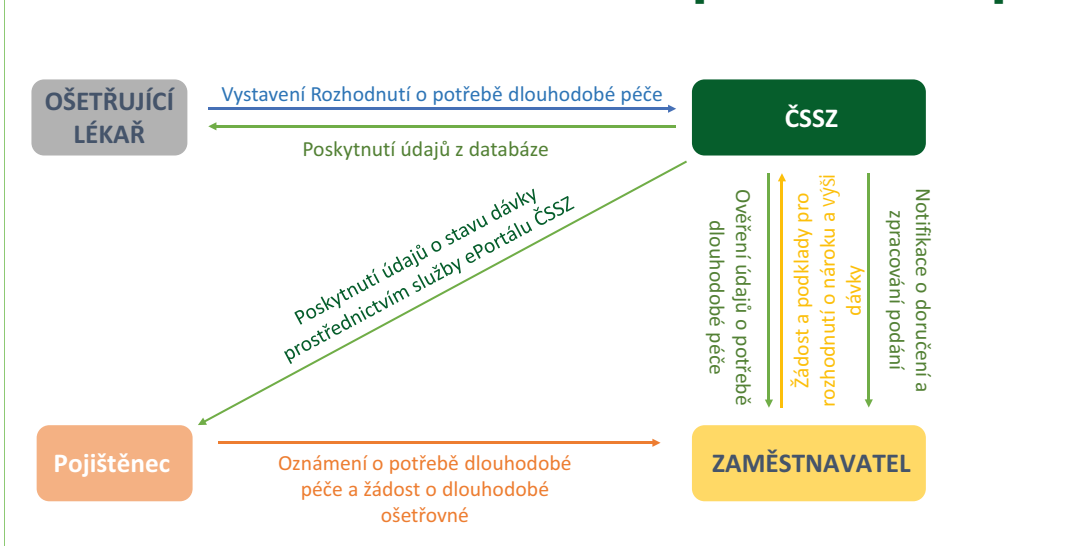 OŠETŘUJÍCÍ
LÉKAŘ
Vystavení Rozhodnutí o potřebě dlouhodobé péče
Poskytnutí údajů z databáze
ČSSZ
Poskytnutí údajů o stavu dávky
prostřednictvím služby ePortálu ČSSZ
Ověření údajů o potřebě
dlouhodobé péče
Žádost a podklady pro
rozhodnutí o nároku a výši
dávky
Notifikace o doručení a
zpracování podání
Pojištěnec
Oznámení o potřebě dlouhodobé
péče a žádost o dlouhodobé
ošetřovné
ZAMĚSTNAVATEL